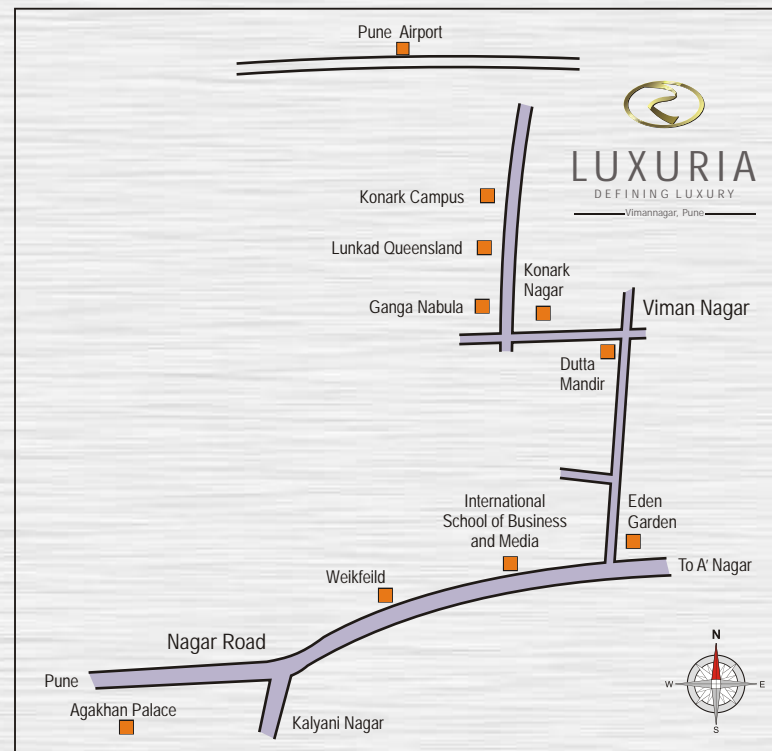 Pune Airport
LUXURIA
DEFINING LUXURY
Vimannagar, Pune
Konark Campus
Lunkad Queensland
Konark
Nagar
Ganga Nabula
Viman Nagar
Dutta
Mandir
International
School of Business
and Media
Eden
Garden
To A' Nagar
Weikfeild
Nagar Road
Pune
Agakhan Palace
Kalyani Nagar
N
W
E
S